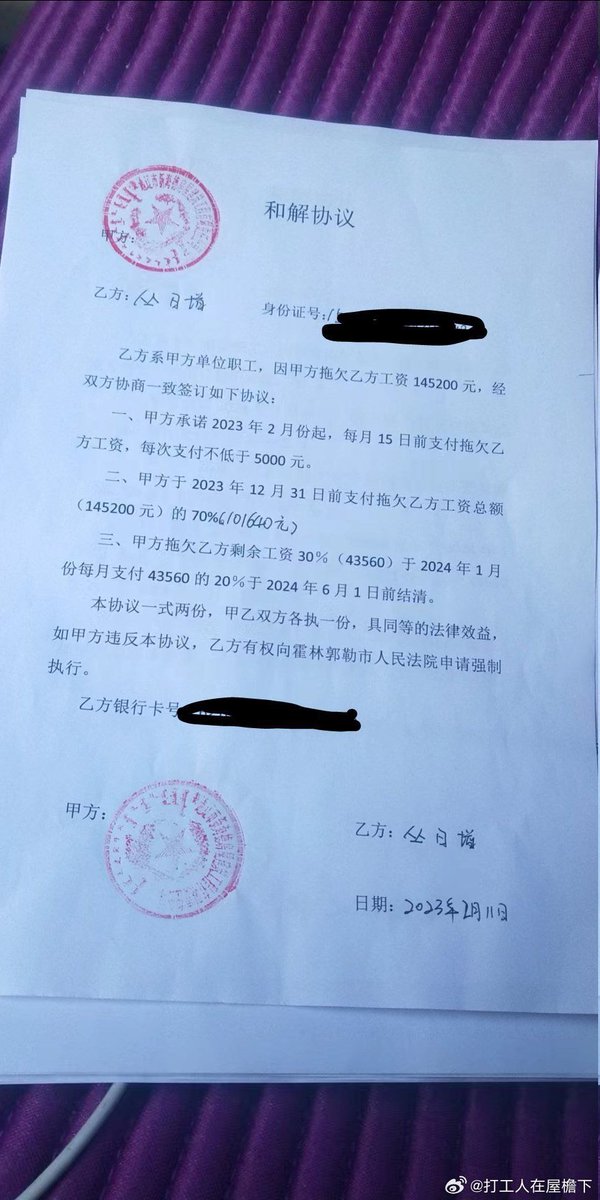 和解协议
甲方:
乙方:丛日增
身份证号:11
乙方系甲方单位职工，因甲方拖欠乙方工资 145200 元，经
双方协商一致签订如下协议：
一、甲方承诺 2023 年 2 月份起，每月 15 日前支付拖欠乙
方工资，每次支付不低于 5000 元。
二、甲方于 2023 年 12 月 31 日前支付拖欠乙方工资总额
（145200 元）的 70%(101640元)
三、甲方拖欠乙方剩余工资 30%（43560）于 2024 年 1 月
份每月支付 43560 的 20%于 2024 年 6 月 1 日前结清。
本协议一式两份，甲乙双方各执一份，具同等的法律效益，
如甲方违反本协议，乙方有权向霍林郭勒市人民法院申请强制
执行。
乙方银行卡号
甲方：
乙方：丛日增
日期：2023年2月11日
@打工人在屋檐下